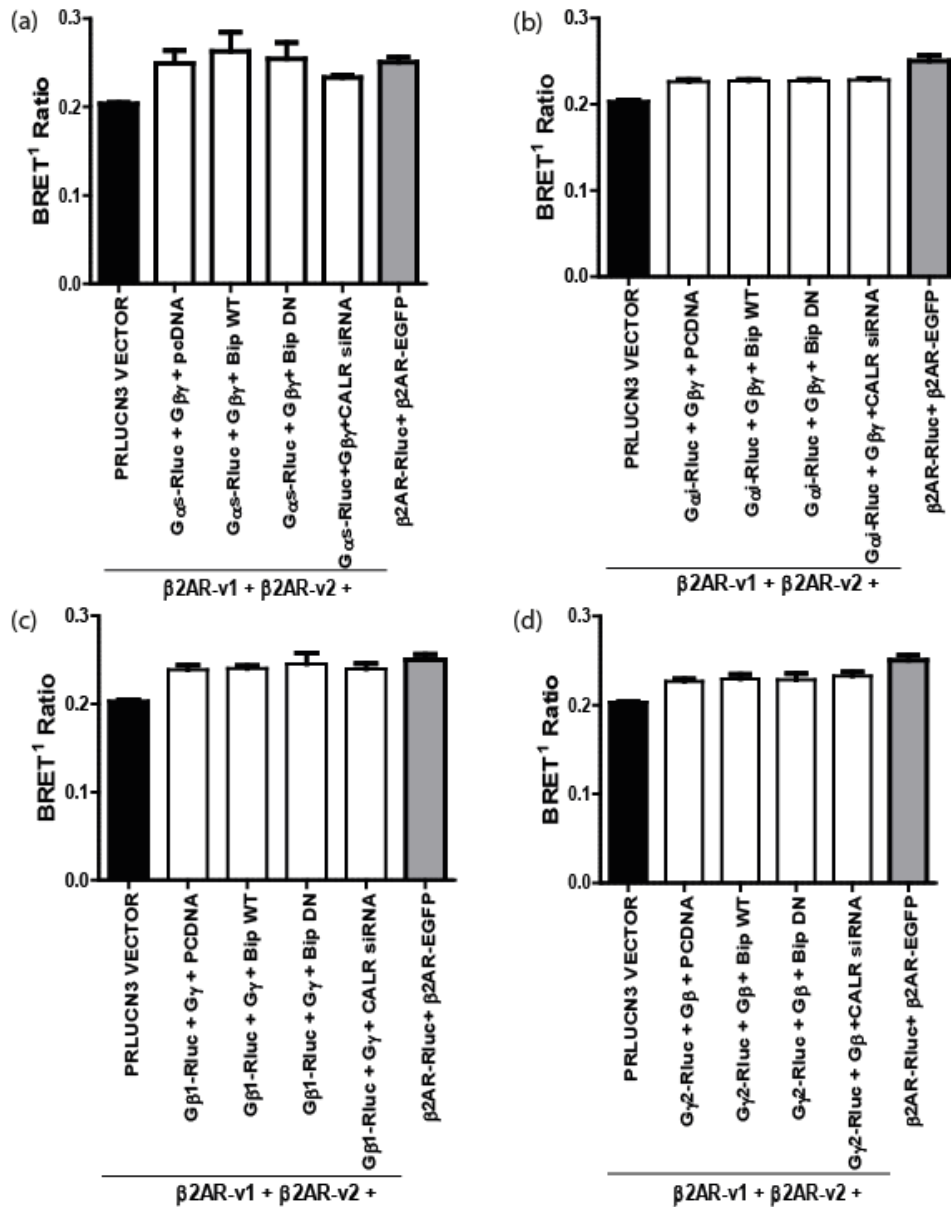 (a)
BRET¹ Ratio
0.3
0.2
0.1
0.0
PRLUCN3 VECTOR
Gαs-Rluc + Gβγ + pcDNA
Gαs-Rluc + Gβγ + Bip WT
Gαs-Rluc + Gβγ + Bip DN
Gαs-Rluc+Gβγ+CALR siRNA
β2AR-Rluc+ β2AR-EGFP
β2AR-v1 + β2AR-v2 +
(b)
BRET¹ Ratio
0.3
0.2
0.1
0.0
PRLUCN3 VECTOR
Gαi-Rluc + Gβγ + PCDNA
Gαi-Rluc + Gβγ + Bip WT
Gαi-Rluc + Gβγ + Bip DN
Gαi-Rluc + Gβγ +CALR siRNA
β2AR-Rluc+ β2AR-EGFP
β2AR-v1 + β2AR-v2 +
(c)
BRET¹ Ratio
0.3
0.2
0.1
0.0
PRLUCN3 VECTOR
Gβ1-Rluc + Gγ + PCDNA
Gβ1-Rluc + Gγ + Bip WT
Gβ1-Rluc + Gγ + Bip DN
Gβ1-Rluc + Gγ + CALR siRNA
β2AR-Rluc+ β2AR-EGFP
β2AR-v1 + β2AR-v2 +
(d)
BRET¹ Ratio
0.3
0.2
0.1
0.0
PRLUCN3 VECTOR
Gγ2-Rluc + Gβ + PCDNA
Gγ2-Rluc + Gβ + Bip WT
Gγ2-Rluc + Gβ + Bip DN
Gγ2-Rluc + Gβ +CALR siRNA
β2AR-Rluc+ β2AR-EGFP
β2AR-v1 + β2AR-v2 +